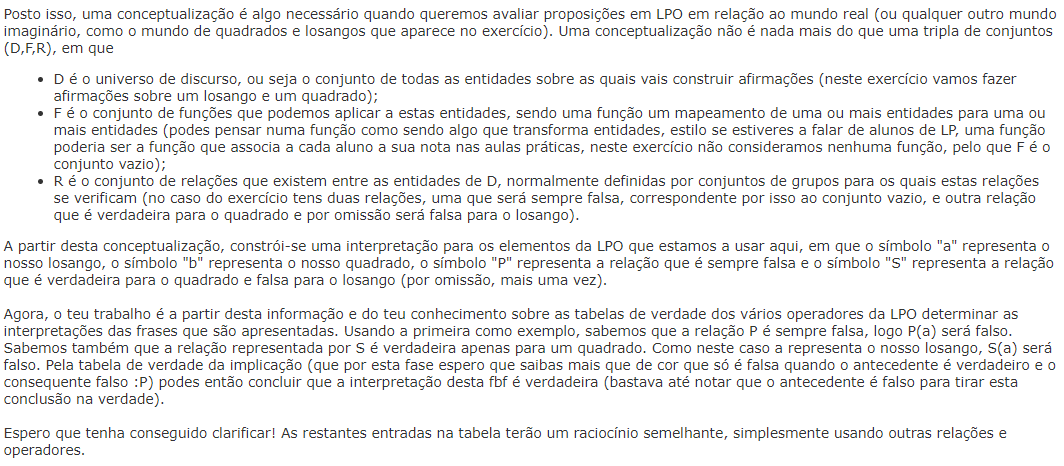 Posto isso, uma conceptualização é algo necessário quando queremos avaliar proposições em LPO em relação ao mundo real (ou qualquer outro mundo
imaginário, como o mundo de quadrados e losangos que aparece no exercício). Uma conceptualização não é nada mais do que uma tripla de conjuntos
(D,F,R), em que
• D é o universo de discurso, ou seja o conjunto de todas as entidades sobre as quais vais construir afirmações (neste exercício vamos fazer
afirmações sobre um losango e um quadrado);
• F é o conjunto de funções que podemos aplicar a estas entidades, sendo uma função um mapeamento de uma ou mais entidades para uma ou
mais entidades (podes pensar numa função como sendo algo que transforma entidades, estilo se estiveres a falar de alunos de LP, uma função
poderia ser a função que associa a cada aluno a sua nota nas aulas práticas, neste exercício não consideramos nenhuma função, pelo que F é o
conjunto vazio);
• R é o conjunto de relações que existem entre as entidades de D, normalmente definidas por conjuntos de grupos para os quais estas relações
se verificam (no caso do exercício tens duas relações, uma que será sempre falsa, correspondente por isso ao conjunto vazio, e outra relação
que é verdadeira para o quadrado e por omissão será falsa para o losango).
A partir desta conceptualização, constrói-se uma interpretação para os elementos da LPO que estamos a usar aqui, em que o símbolo "a" representa o
nosso losango, o símbolo "b" representa o nosso quadrado, o símbolo "P" representa a relação que é sempre falsa e o símbolo "S" representa a relação
que é verdadeira para o quadrado e falsa para o losango (por omissão, mais uma vez).
Agora, o teu trabalho é a partir desta informação e do teu conhecimento sobre as tabelas de verdade dos vários operadores da LPO determinar as
interpretações das frases que são apresentadas. Usando a primeira como exemplo, sabemos que a relação P é sempre falsa, logo P(a) será falso.
Sabemos também que a relação representada por S é verdadeira apenas para um quadrado. Como neste caso a representa o nosso losango, S(a) será
falso. Pela tabela de verdade da implicação (que por esta fase espero que saibas mais que de cor que só é falsa quando o antecedente é verdadeiro e o
consequente falso :P) podes então concluir que a interpretação desta fbf é verdadeira (bastava até notar que o antecedente é falso para tirar esta
conclusão na verdade).
Espero que tenha conseguido clarificar! As restantes entradas na tabela terão um raciocínio semelhante, simplesmente usando outras relações e
operadores.